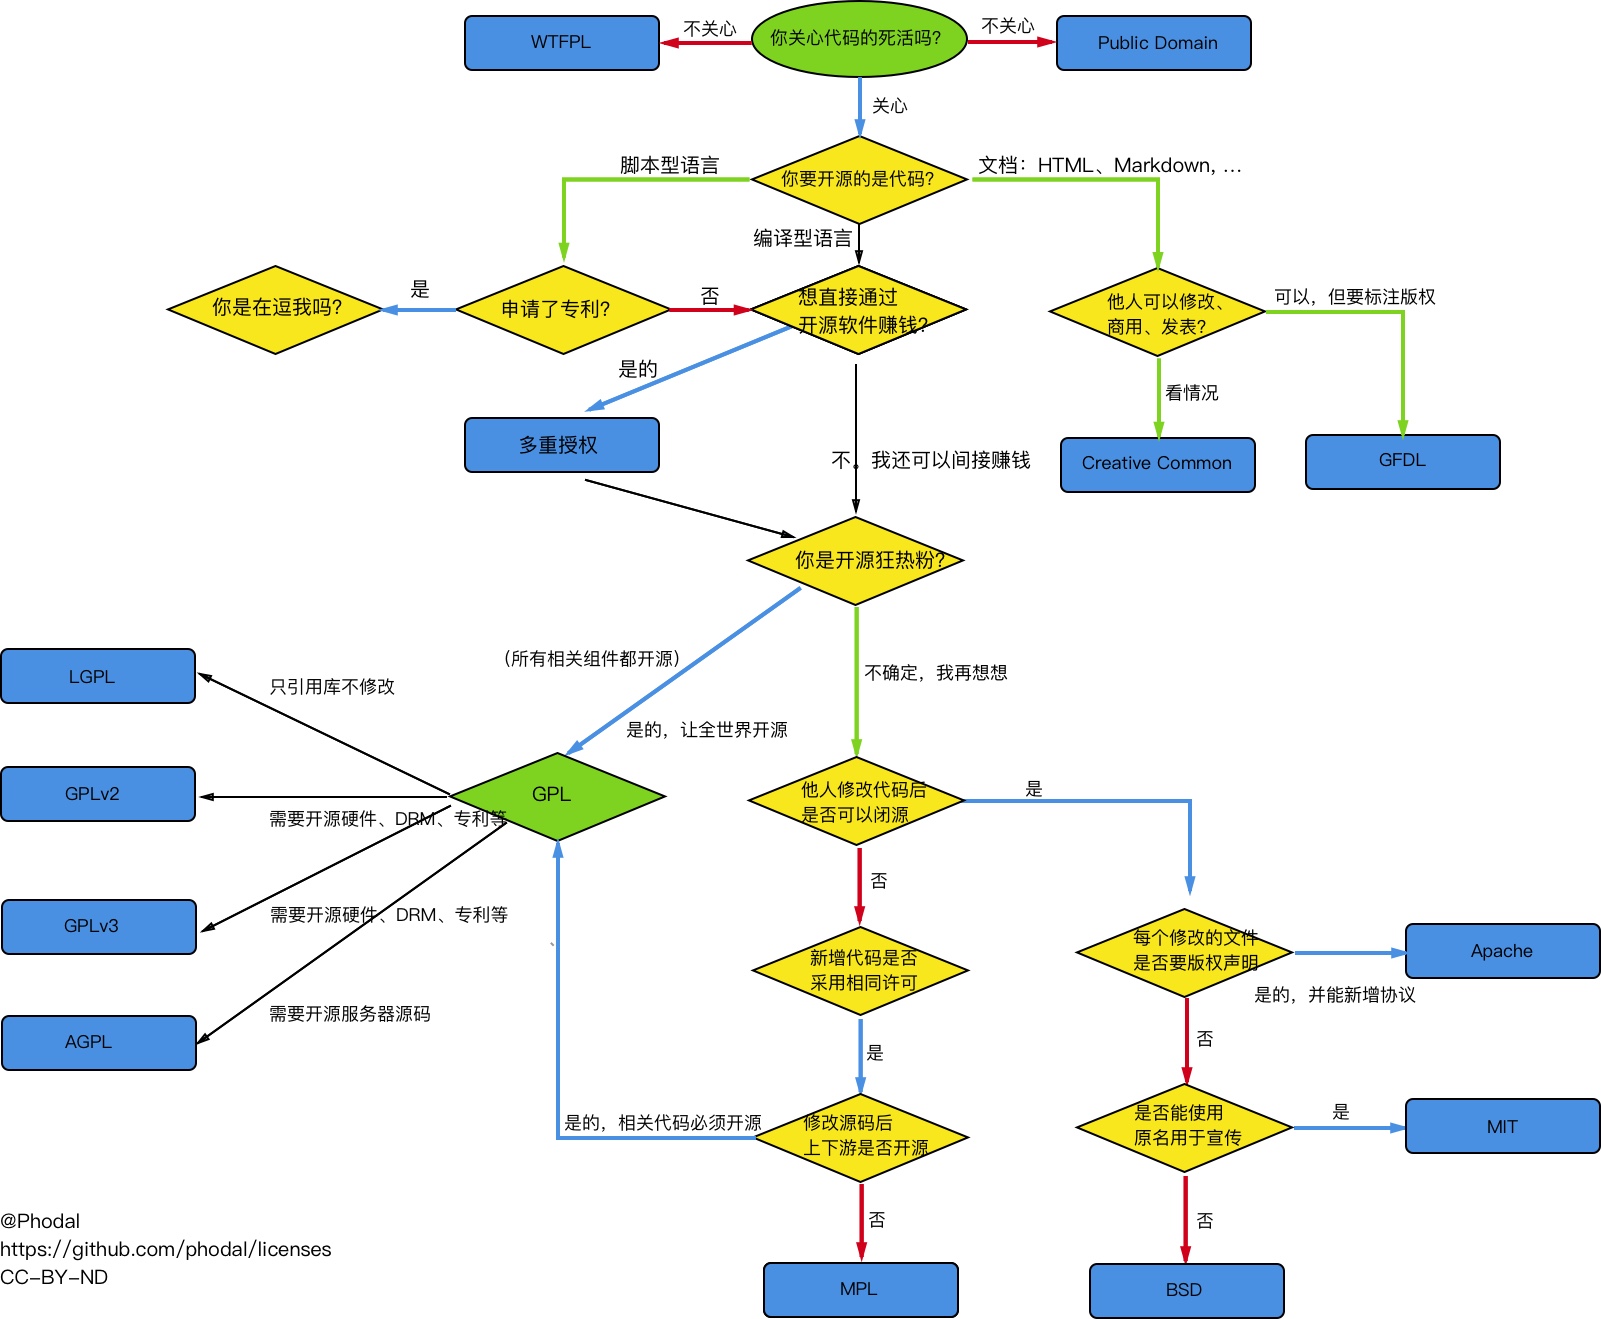 WTFPL
不关心
你关心代码的死活吗?
不关心
Public Domain
关心
脚本型语言
你要开源的是代码?
文档：HTML、Markdown, ...
编译型语言
你是在逗我吗?
是
申请了专利?
否
想直接通过
开源软件赚钱?
他人可以修改、
商用、发表?
可以，但要标注版权
是的
看情况
多重授权
不。我还可以间接赚钱
Creative Common
GFDL
你是开源狂热粉?
LGPL
只引用库不修改
（所有相关组件都开源）
不确定，我再想想
是的，让全世界开源
GPLv2
GPL
需要开源硬件、DRM、专利等
他人修改代码后
是否可以闭源
是
否
GPLv3
需要开源硬件、DRM、专利等
新增代码是否
采用相同许可
每个修改的文件
是否要版权声明
Apache
是的，并能新增协议
AGPL
需要开源服务器源码
是
否
是的，相关代码必须开源
修改源码后
上下游是否开源
是否能使用
原名用于宣传
是
MIT
否
否
@Phodal
https://github.com/phodal/licenses
CC-BY-ND
MPL
BSD